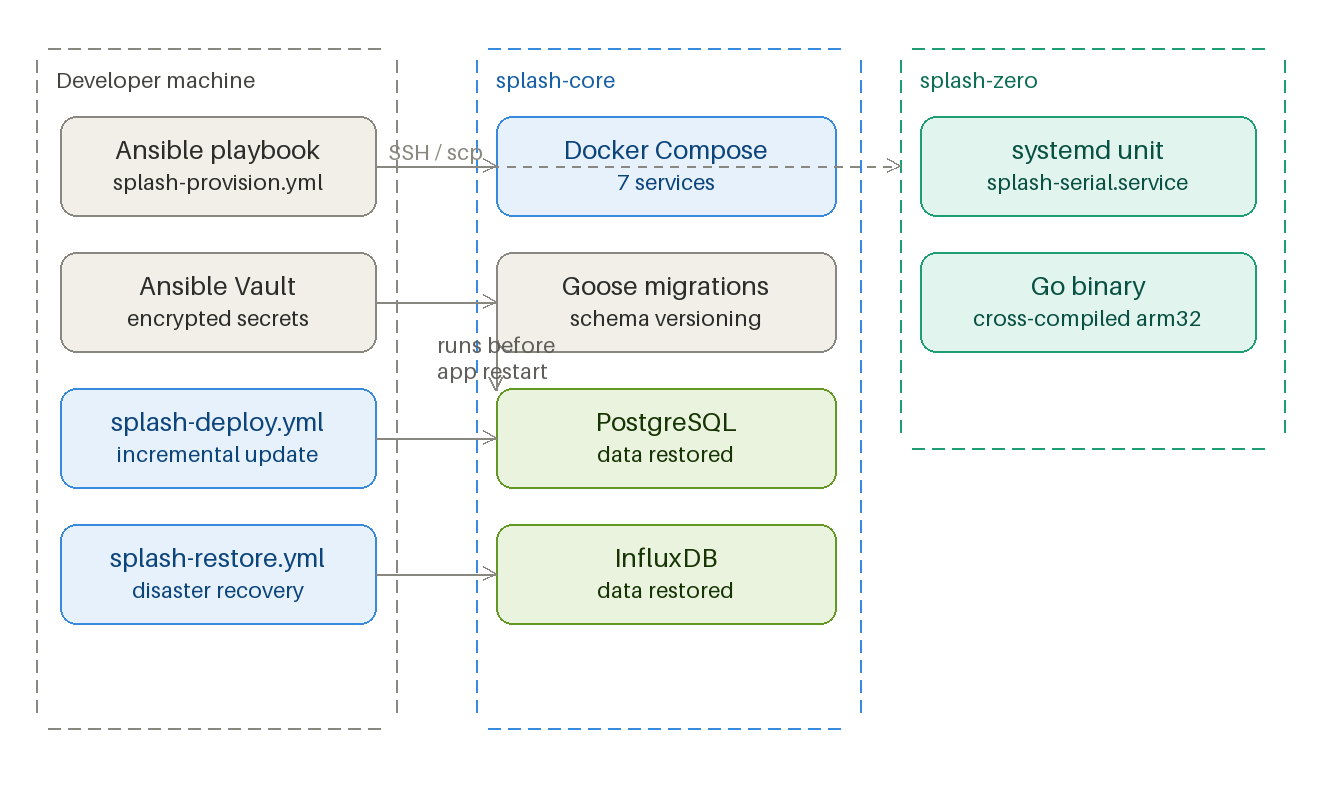 Developer machine
Ansible playbook
splash-provision.yml
Ansible Vault
encrypted secrets
splash-deploy.yml
incremental update
splash-restore.yml
disaster recovery
SSH / scp
splash-core
Docker Compose
7 services
Goose migrations
schema versioning
runs before
app restart
PostgreSQL
data restored
InfluxDB
data restored
splash-zero
systemd unit
splash-serial.service
Go binary
cross-compiled arm32